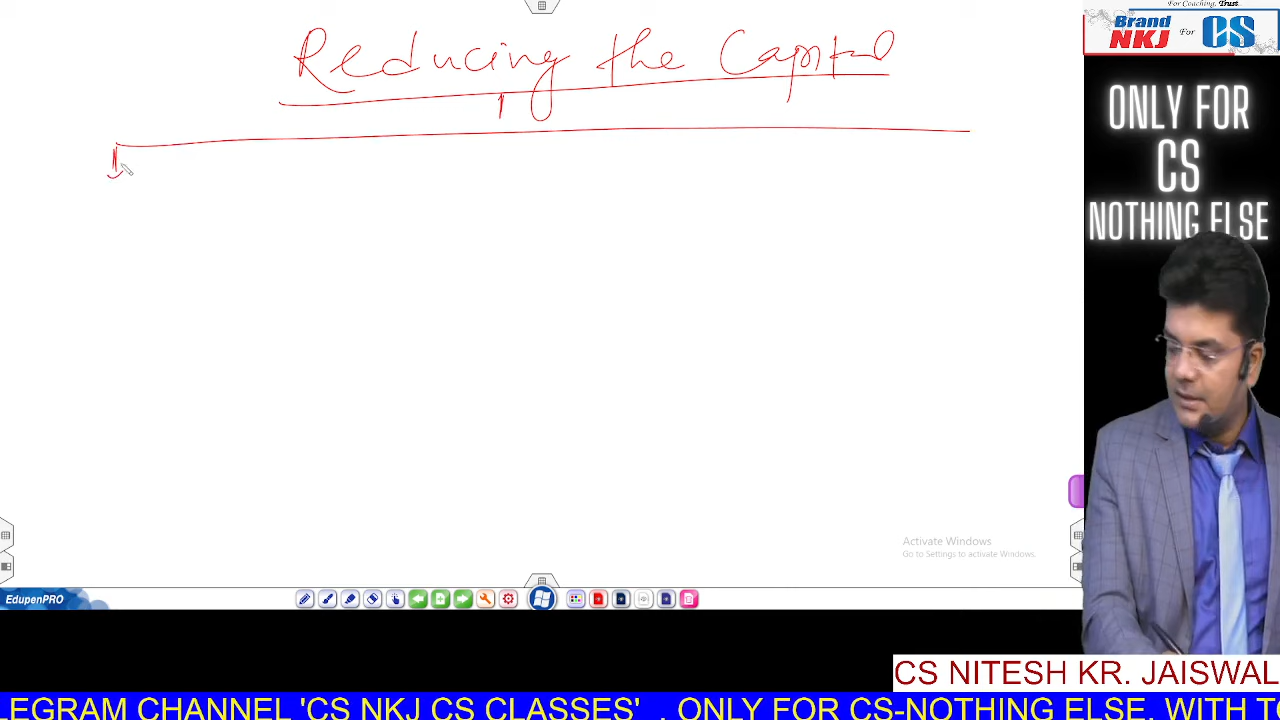 Reducing the Capital
For Coaching, Trust
Brand
NKJ For CS
ONLY FOR
CS
NOTHING ELSE
Activate Windows
Go to Settings to activate Windows.
EdupenPRO
CS NITESH KR. JAISWAL
EGRAM CHANNEL 'CS NKJ CS CLASSES' , ONLY FOR CS-NOTHING ELSE, WITH TO